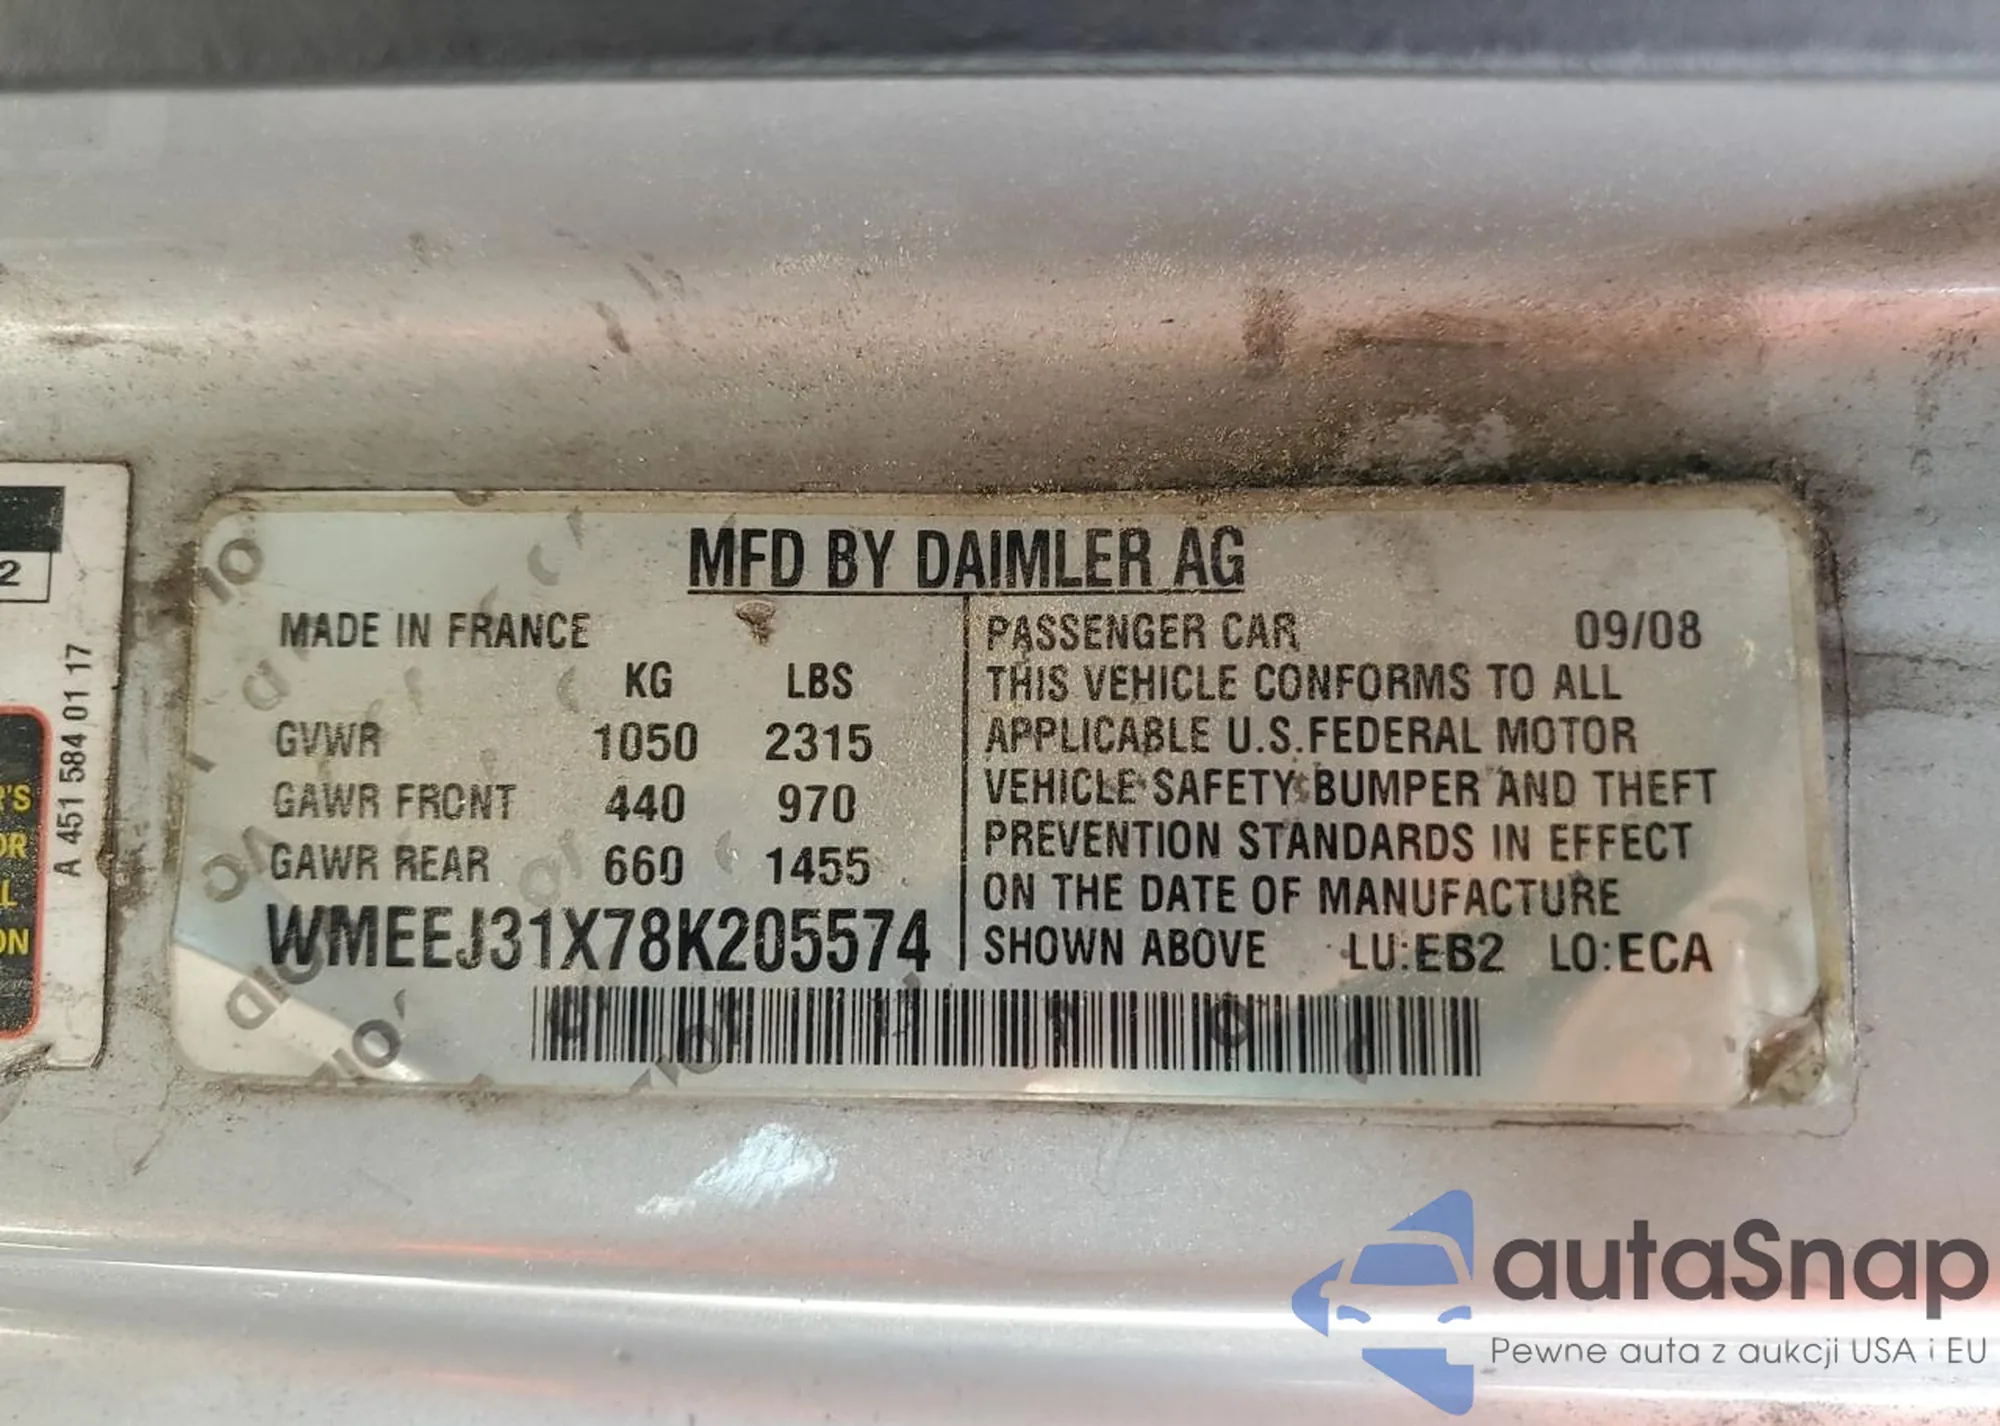 MFD BY DAIMLER AG
MADE IN FRANCE
KG LBS
GVWR 1050 2315
GAWR FRONT 440 970
GAWR REAR 660 1455
WMEEJ31X78K205574
PASSENGER CAR 09/08
THIS VEHICLE CONFORMS TO ALL
APPLICABLE U.S.FEDERAL MOTOR
VEHICLE SAFETY BUMPER AND THEFT
PREVENTION STANDARDS IN EFFECT
ON THE DATE OF MANUFACTURE
SHOWN ABOVE LU:EB2 LO:ECA
2
A 451 584 01 17
R'S
OR
L
ON
autaSnap
Pewne auta z aukcji USA i EU